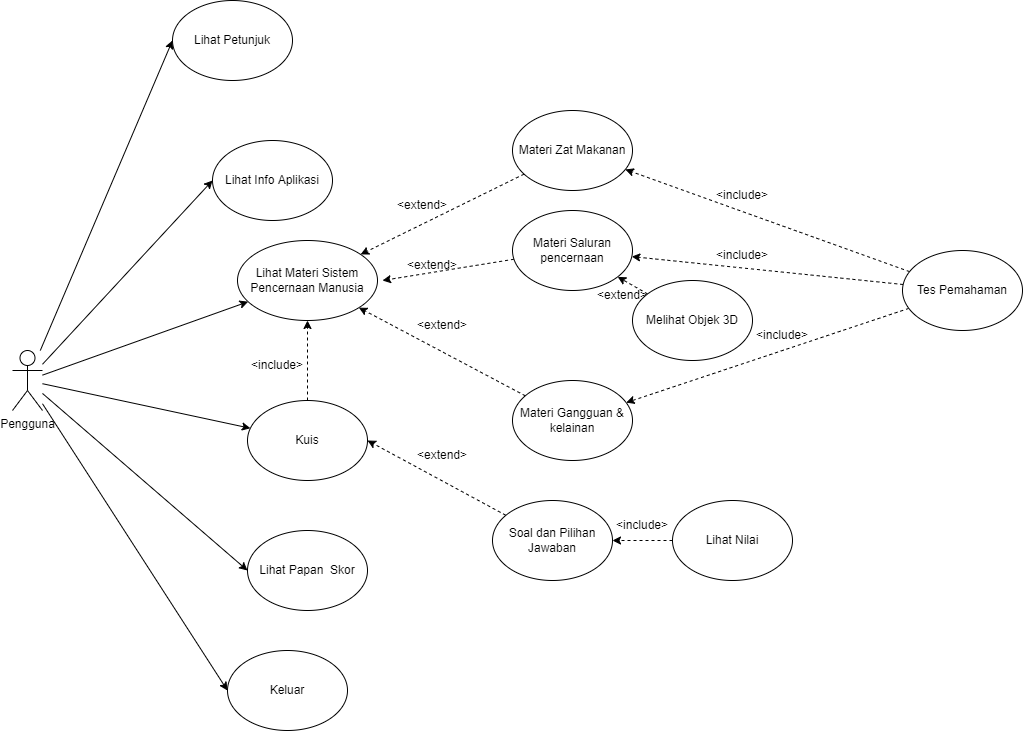 Lihat Petunjuk
Materi Zat Makanan
Lihat Info Aplikasi
<include>
<extend>
Materi Saluran
pencernaan
<include>
<extend>
Lihat Materi Sistem
Pencernaan Manusia
Tes Pemahaman
<extend>
Melihat Objek 3D
<extend>
<include>
<include>
Materi Gangguan &
kelainan
Pengguna
Kuis
<extend>
<include>
Soal dan Pilihan
Jawaban
Lihat Nilai
Lihat Papan  Skor
Keluar